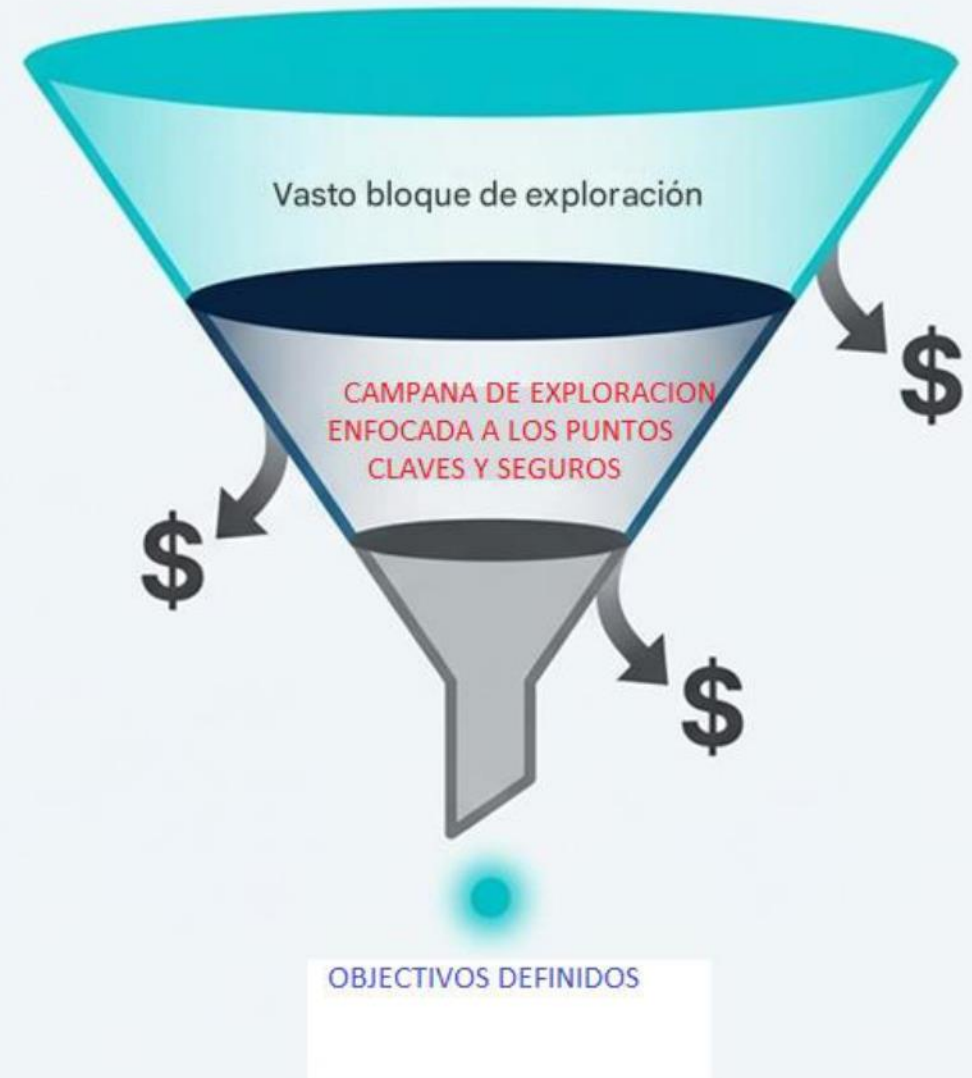 Vasto bloque de exploración
$
CAMPANA DE EXPLORACION
ENFOCADA A LOS PUNTOS
CLAVES Y SEGUROS
$
$
OBJECTIVOS DEFINIDOS